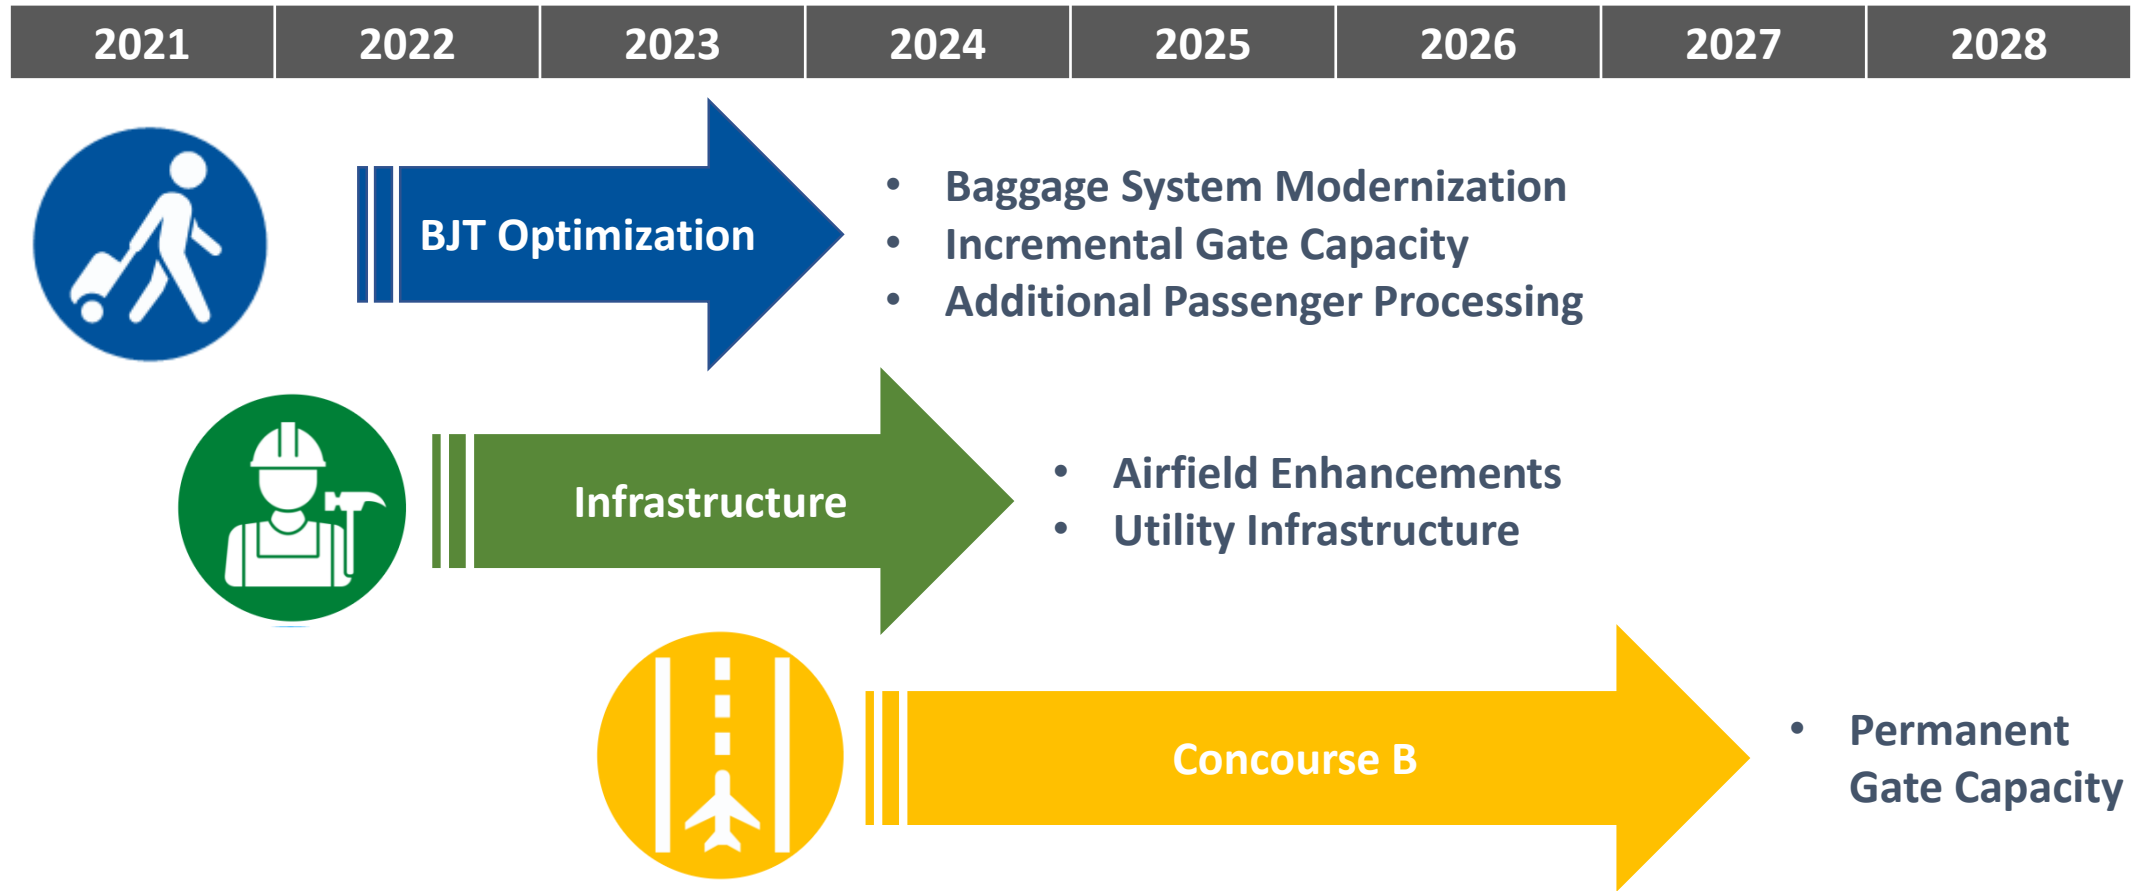 2021 2022 2023 2024 2025 2026 2027 2028
BJT Optimization
• Baggage System Modernization
• Incremental Gate Capacity
• Additional Passenger Processing
Infrastructure
• Airfield Enhancements
• Utility Infrastructure
Concourse B
• Permanent
Gate Capacity